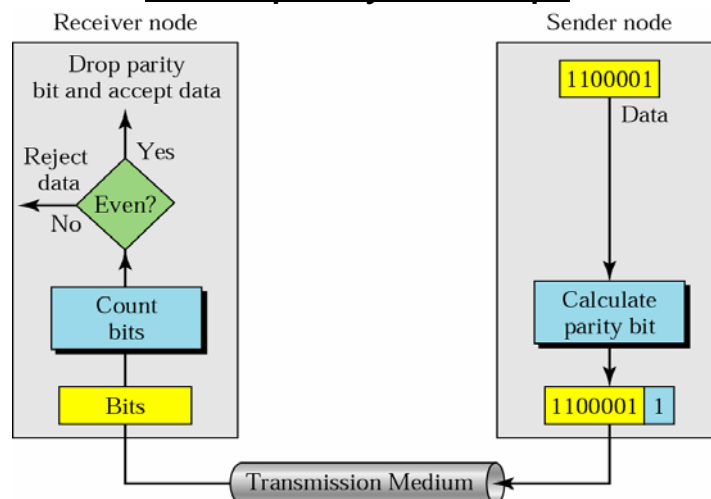 Receiver node
Drop parity
bit and accept data
Reject
data
Yes
Even?
No
Count
bits
Bits
Sender node
1100001
Data
Calculate
parity bit
1100001 1
Transmission Medium